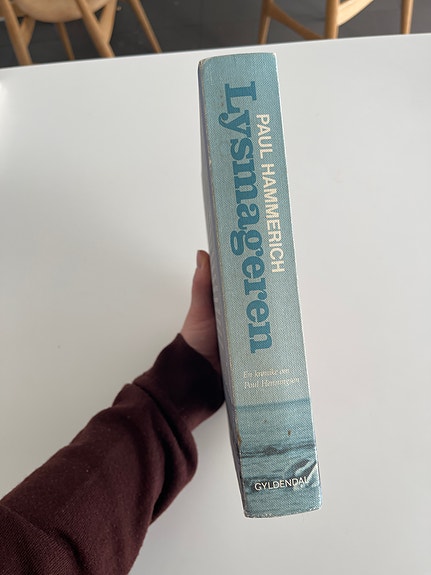 PAUL HAMMERICH
Lysmageren
En krønike om
Poul Henningsen
GYLDENDAL